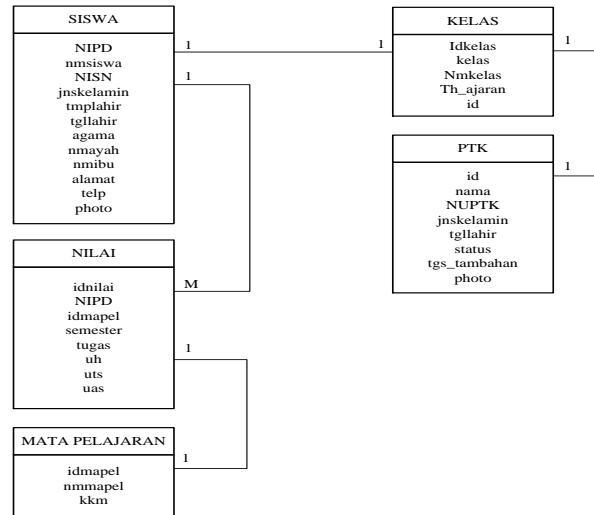 SISWA
NIPD
nmsiswa
NISN
jnskelamin
tmplahir
tgllahir
agama
nmayah
nmibu
alamat
telp
photo
1
1
1
KELAS
Idkelas
kelas
Nmkelas
Th_ajaran
id
1
PTK
id
nama
NUPTK
jnskelamin
tgllahir
status
tgs_tambahan
photo
1
NILAI
idnilai
NIPD
idmapel
semester
tugas
uh
uts
uas
M
1
MATA PELAJARAN
idmapel
nmmapel
kkm
1